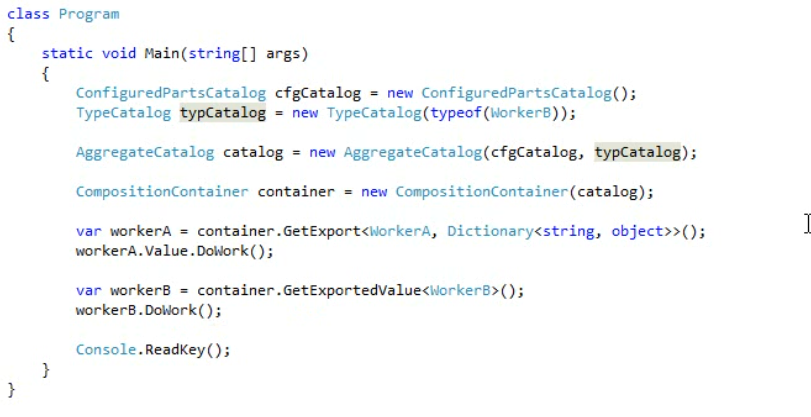 class Program
{
    static void Main(string[] args)
    {
        ConfiguredPartsCatalog cfgCatalog = new ConfiguredPartsCatalog();
        TypeCatalog typCatalog = new TypeCatalog(typeof(WorkerB));
        AggregateCatalog catalog = new AggregateCatalog(cfgCatalog, typCatalog);
        CompositionContainer container = new CompositionContainer(catalog);
        var workerA = container.GetExport<WorkerA, Dictionary<string, object>>();
        workerA.Value.DoWork();
        var workerB = container.GetExportedValue<WorkerB>();
        workerB.DoWork();
        Console.ReadKey();
    }
}